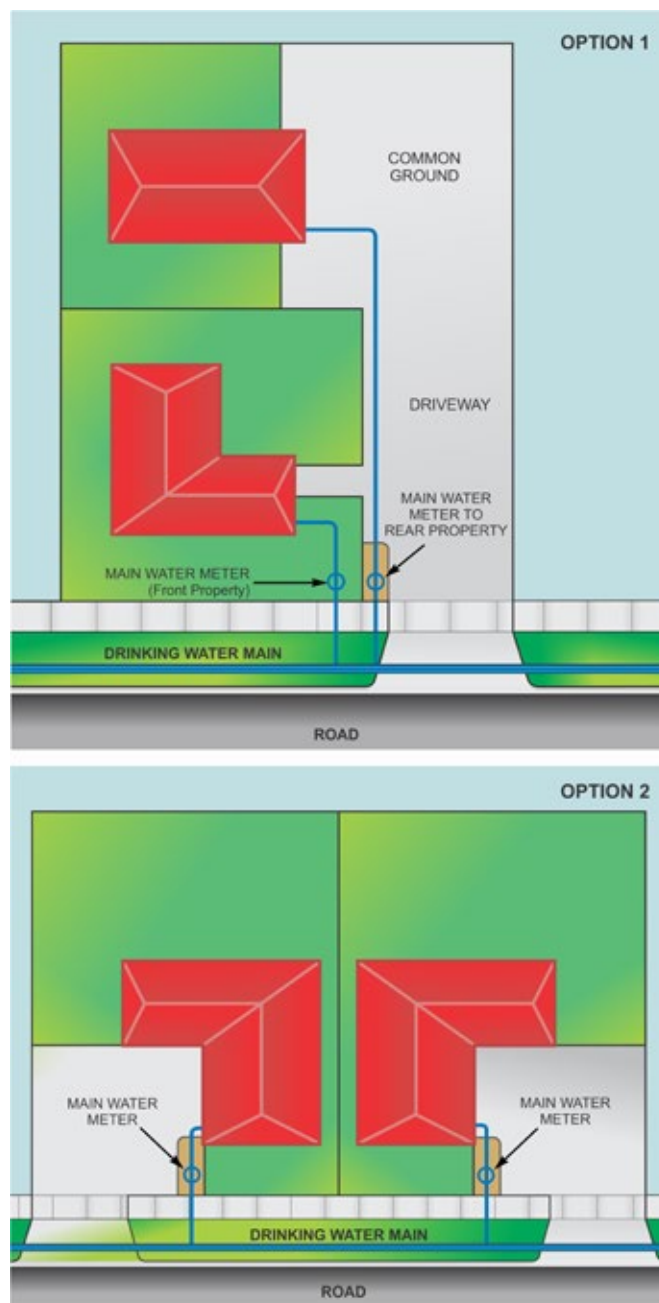 OPTION 1
COMMON
GROUND
DRIVEWAY
MAIN WATER
METER TO
REAR PROPERTY
MAIN WATER METER
(Front Property)
DRINKING WATER MAIN
ROAD
OPTION 2
MAIN WATER
METER
MAIN WATER
METER
DRINKING WATER MAIN
ROAD